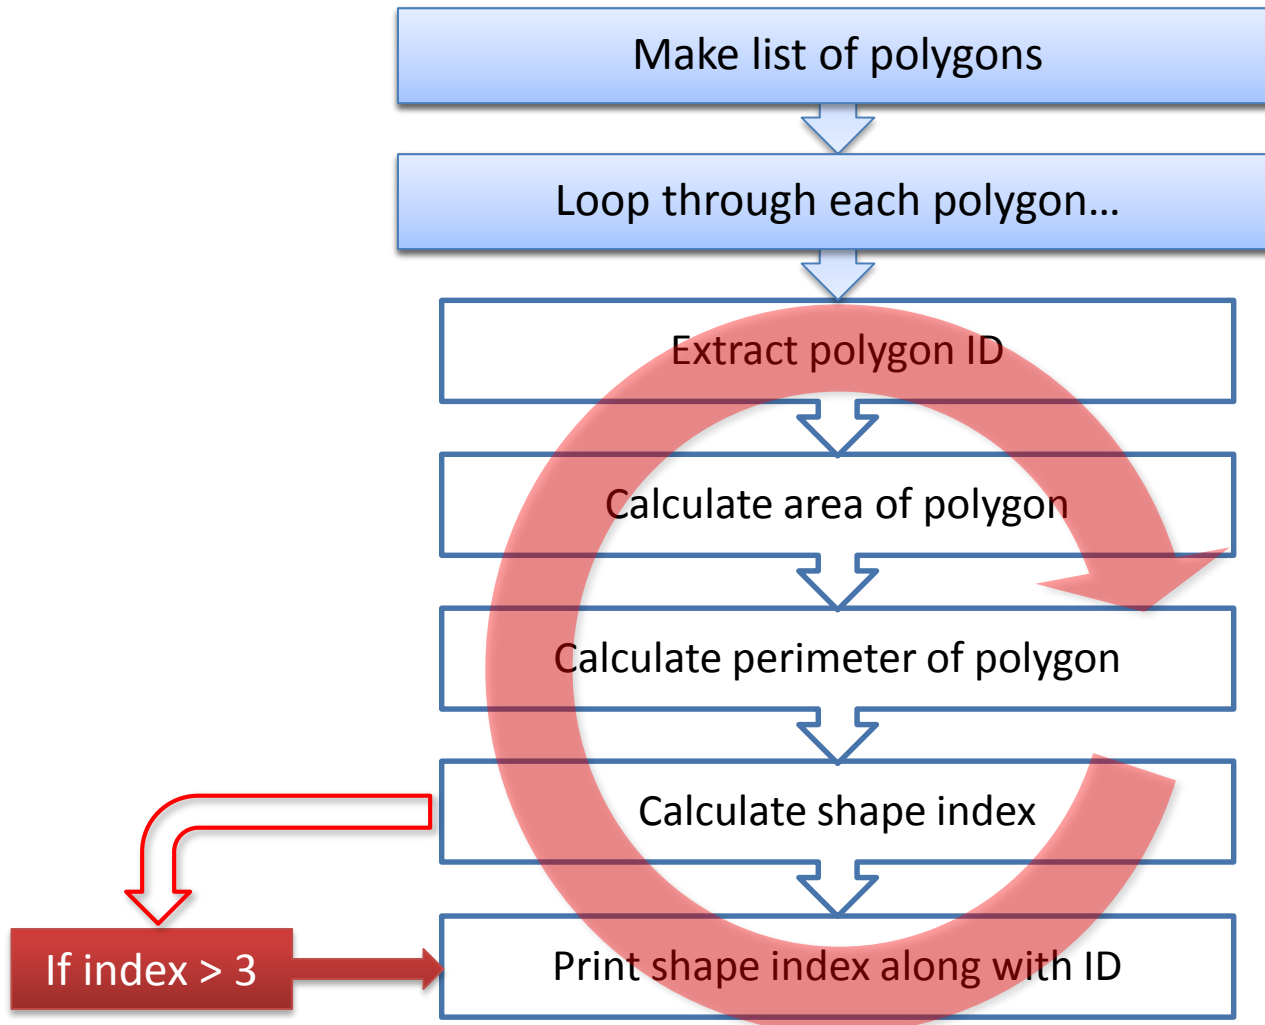 Make list of polygons
Loop through each polygon…
Extract polygon ID
Calculate area of polygon
Calculate perimeter of polygon
Calculate shape index
If index > 3
Print shape index along with ID